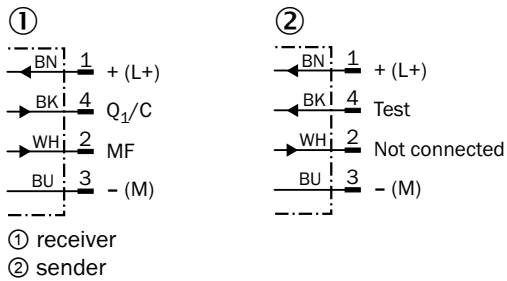 ① ②
BN 1 + (L+) BN 1 + (L+)
BK 4 Q₁/C BK 4 Test
WH 2 MF WH 2 Not connected
BU 3 − (M) BU 3 − (M)
① receiver
② sender